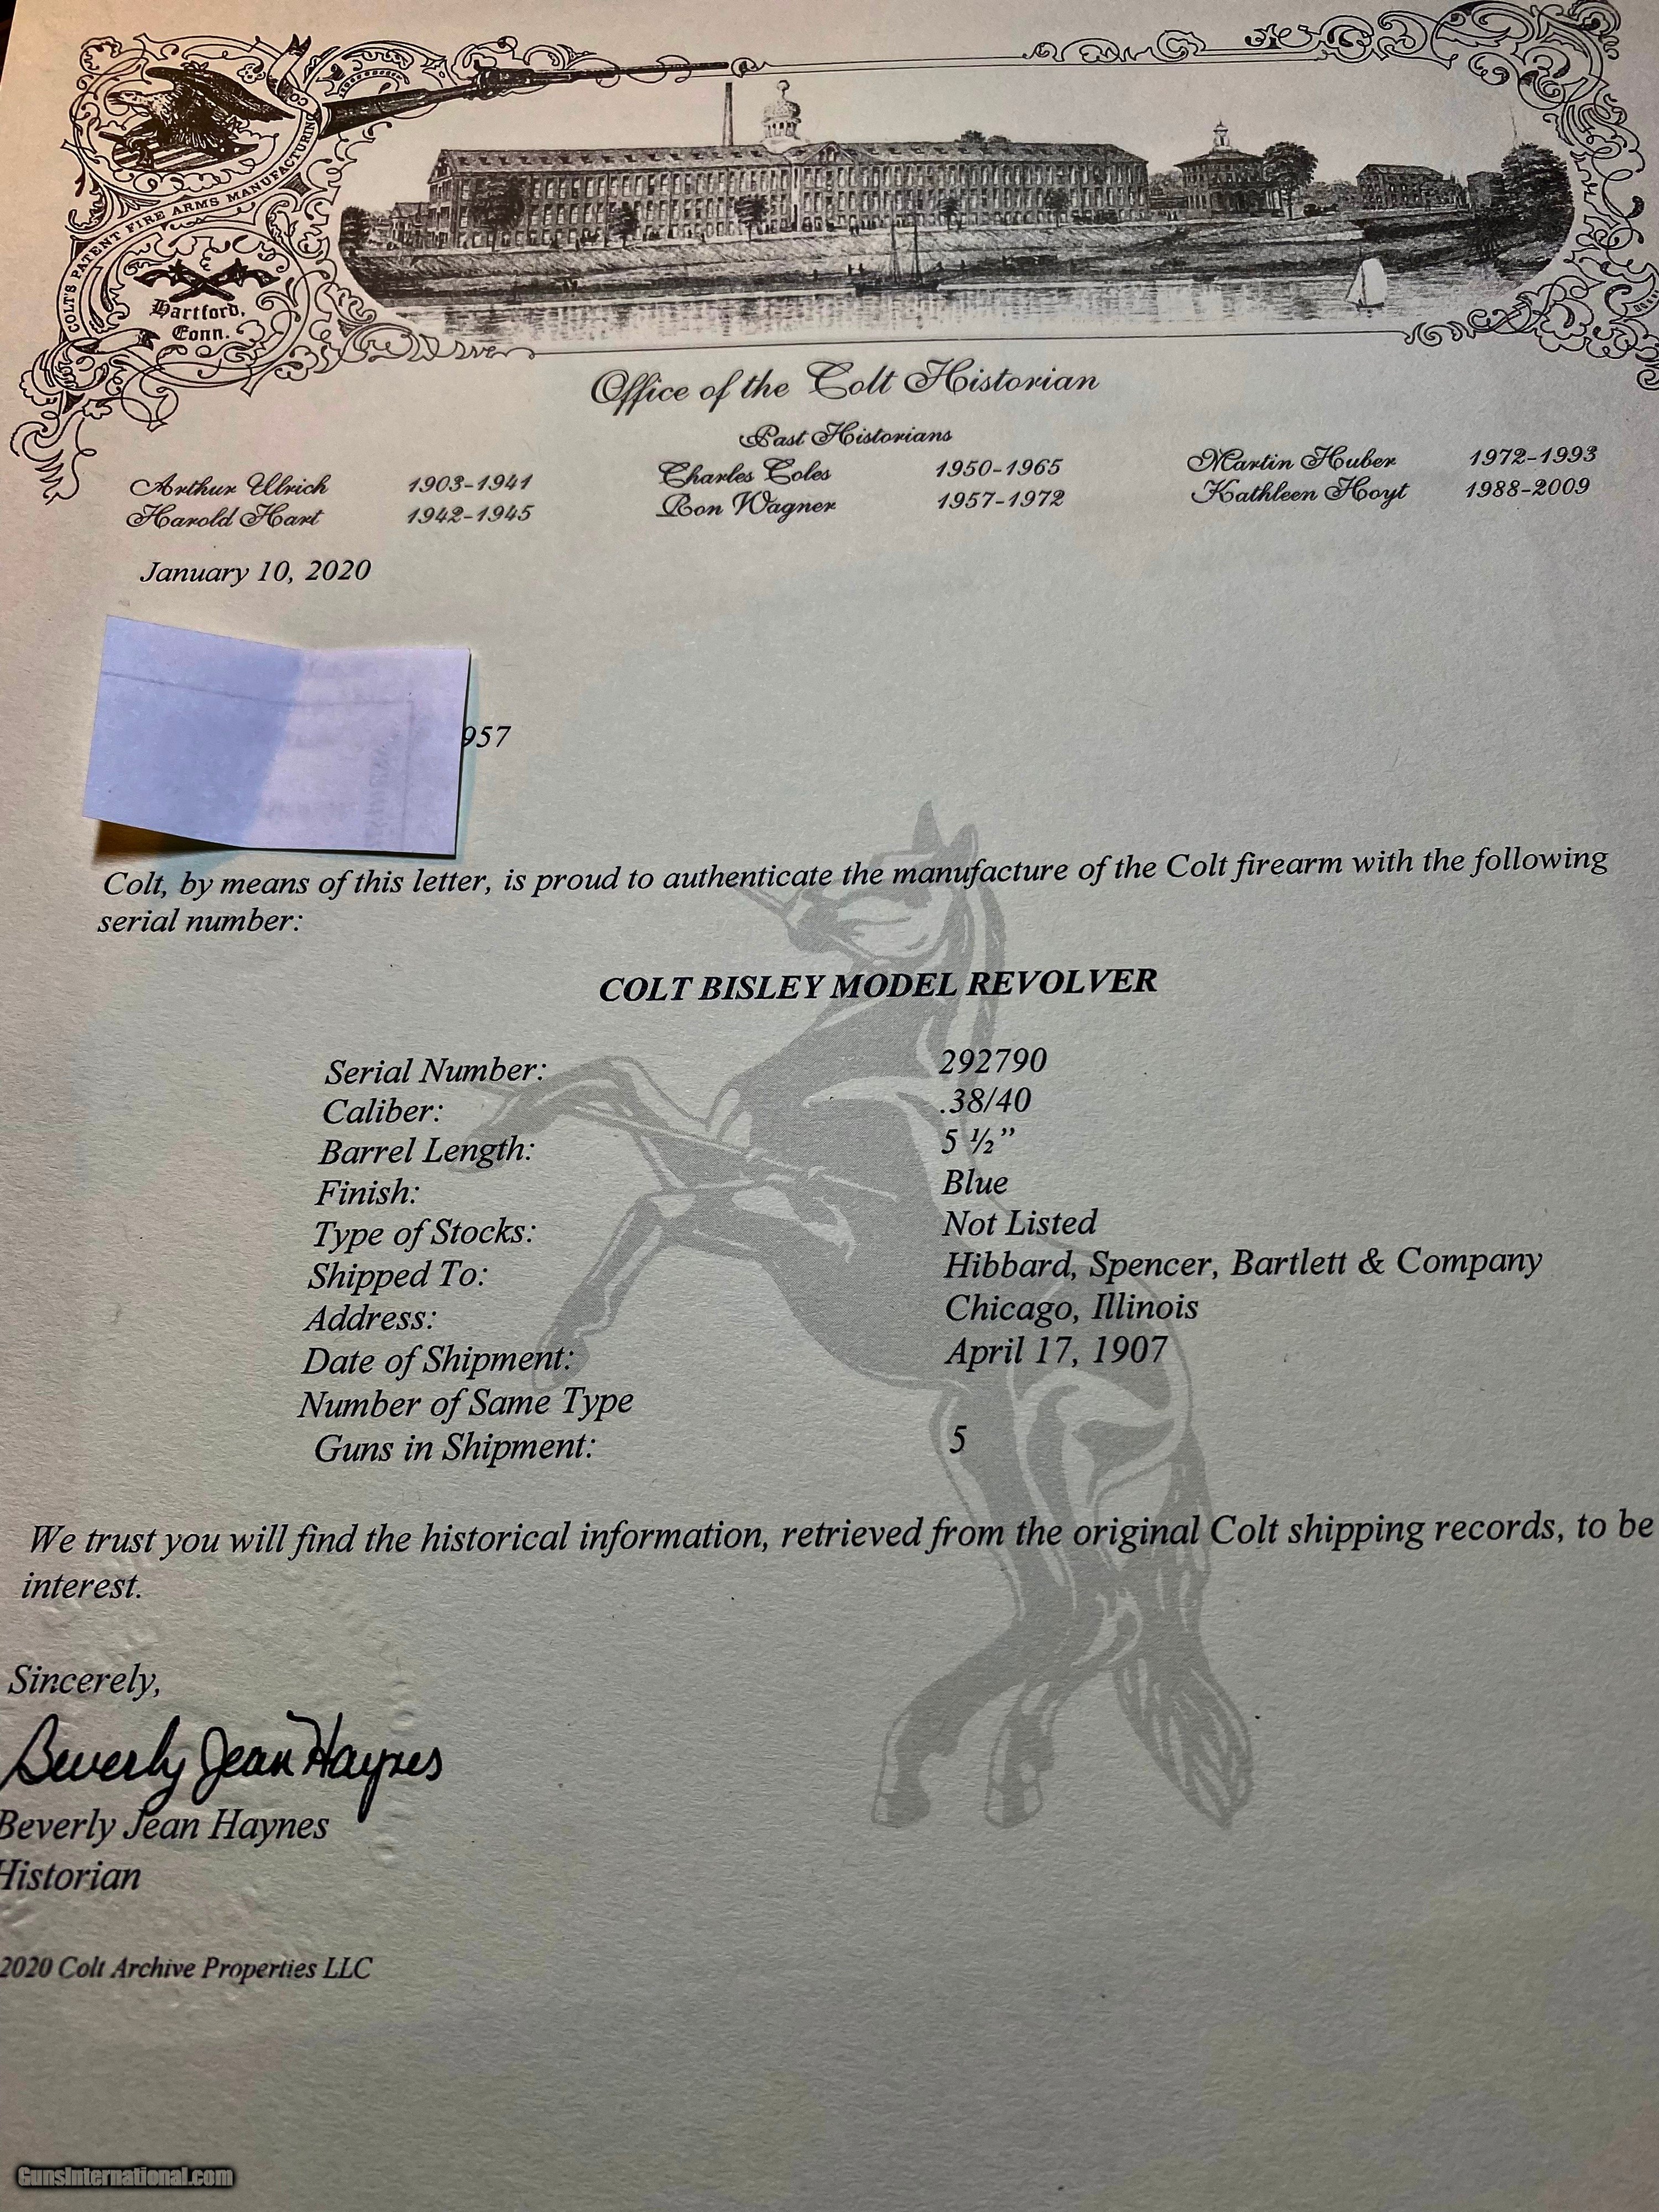 COLT'S PATENT FIRE ARMS MANUFACTURING CO
Hartford,
Conn.
Office of the Colt Historian
Past Historians
Arthur Ulrich 1903-1941 Charles Coles 1950-1965 Martin Huber 1972-1993
Harold Hart 1942-1945 Ron Wagner 1957-1972 Kathleen Hoyt 1988-2009
January 10, 2020
957
Colt, by means of this letter, is proud to authenticate the manufacture of the Colt firearm with the following
serial number:
COLT BISLEY MODEL REVOLVER
Serial Number: 292790
Caliber: .38/40
Barrel Length: 5 ½”
Finish: Blue
Type of Stocks: Not Listed
Shipped To: Hibbard, Spencer, Bartlett & Company
Address: Chicago, Illinois
Date of Shipment: April 17, 1907
Number of Same Type
Guns in Shipment: 5
We trust you will find the historical information, retrieved from the original Colt shipping records, to be
interest.
Sincerely,
Beverly Jean Haynes
Beverly Jean Haynes
Historian
2020 Colt Archive Properties LLC
GunsInternational.com